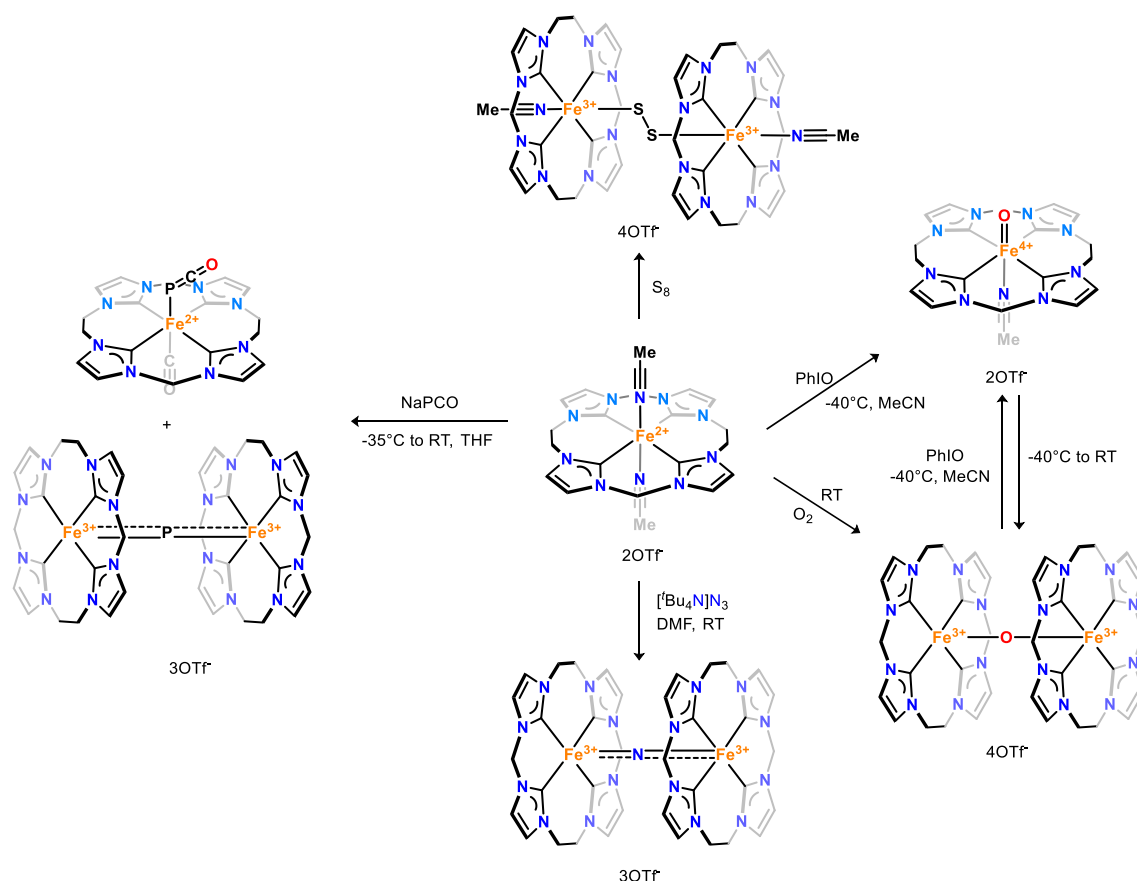 Me N Fe3+ S
S Fe3+ N Me
4OTf-
S8
P C O
Fe2+
C
O
+
Fe3+ P Fe3+
3OTf-
NaPCO
-35°C to RT, THF
Me
N
Fe2+
N
Me
2OTf-
PhIO
-40°C, MeCN
RT
O2
O
Fe4+
N
Me
2OTf-
PhIO
-40°C, MeCN
-40°C to RT
Fe3+ O Fe3+
4OTf-
[tBu4N]N3
DMF, RT
Fe3+ N Fe3+
3OTf-